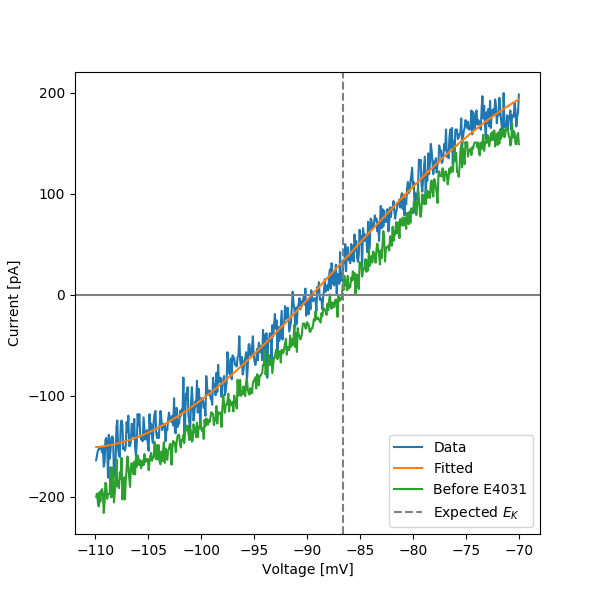 200
100
0
−100
−200
Current [pA]
−110 −105 −100 −95 −90 −85 −80 −75 −70
Voltage [mV]
Data
Fitted
Before E4031
Expected E_K